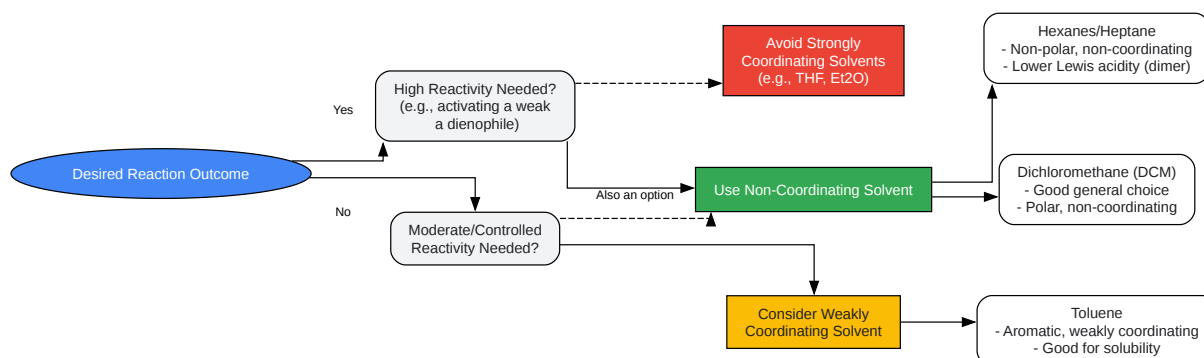 Desired Reaction Outcome
Yes
No
High Reactivity Needed?
(e.g., activating a weak
a dienophile)
Moderate/Controlled
Reactivity Needed?
Avoid Strongly
Coordinating Solvents
(e.g., THF, Et2O)
Also an option
Use Non-Coordinating Solvent
Consider Weakly
Coordinating Solvent
Hexanes/Heptane
- Non-polar, non-coordinating
- Lower Lewis acidity (dimer)
Dichloromethane (DCM)
- Good general choice
- Polar, non-coordinating
Toluene
- Aromatic, weakly coordinating
- Good for solubility